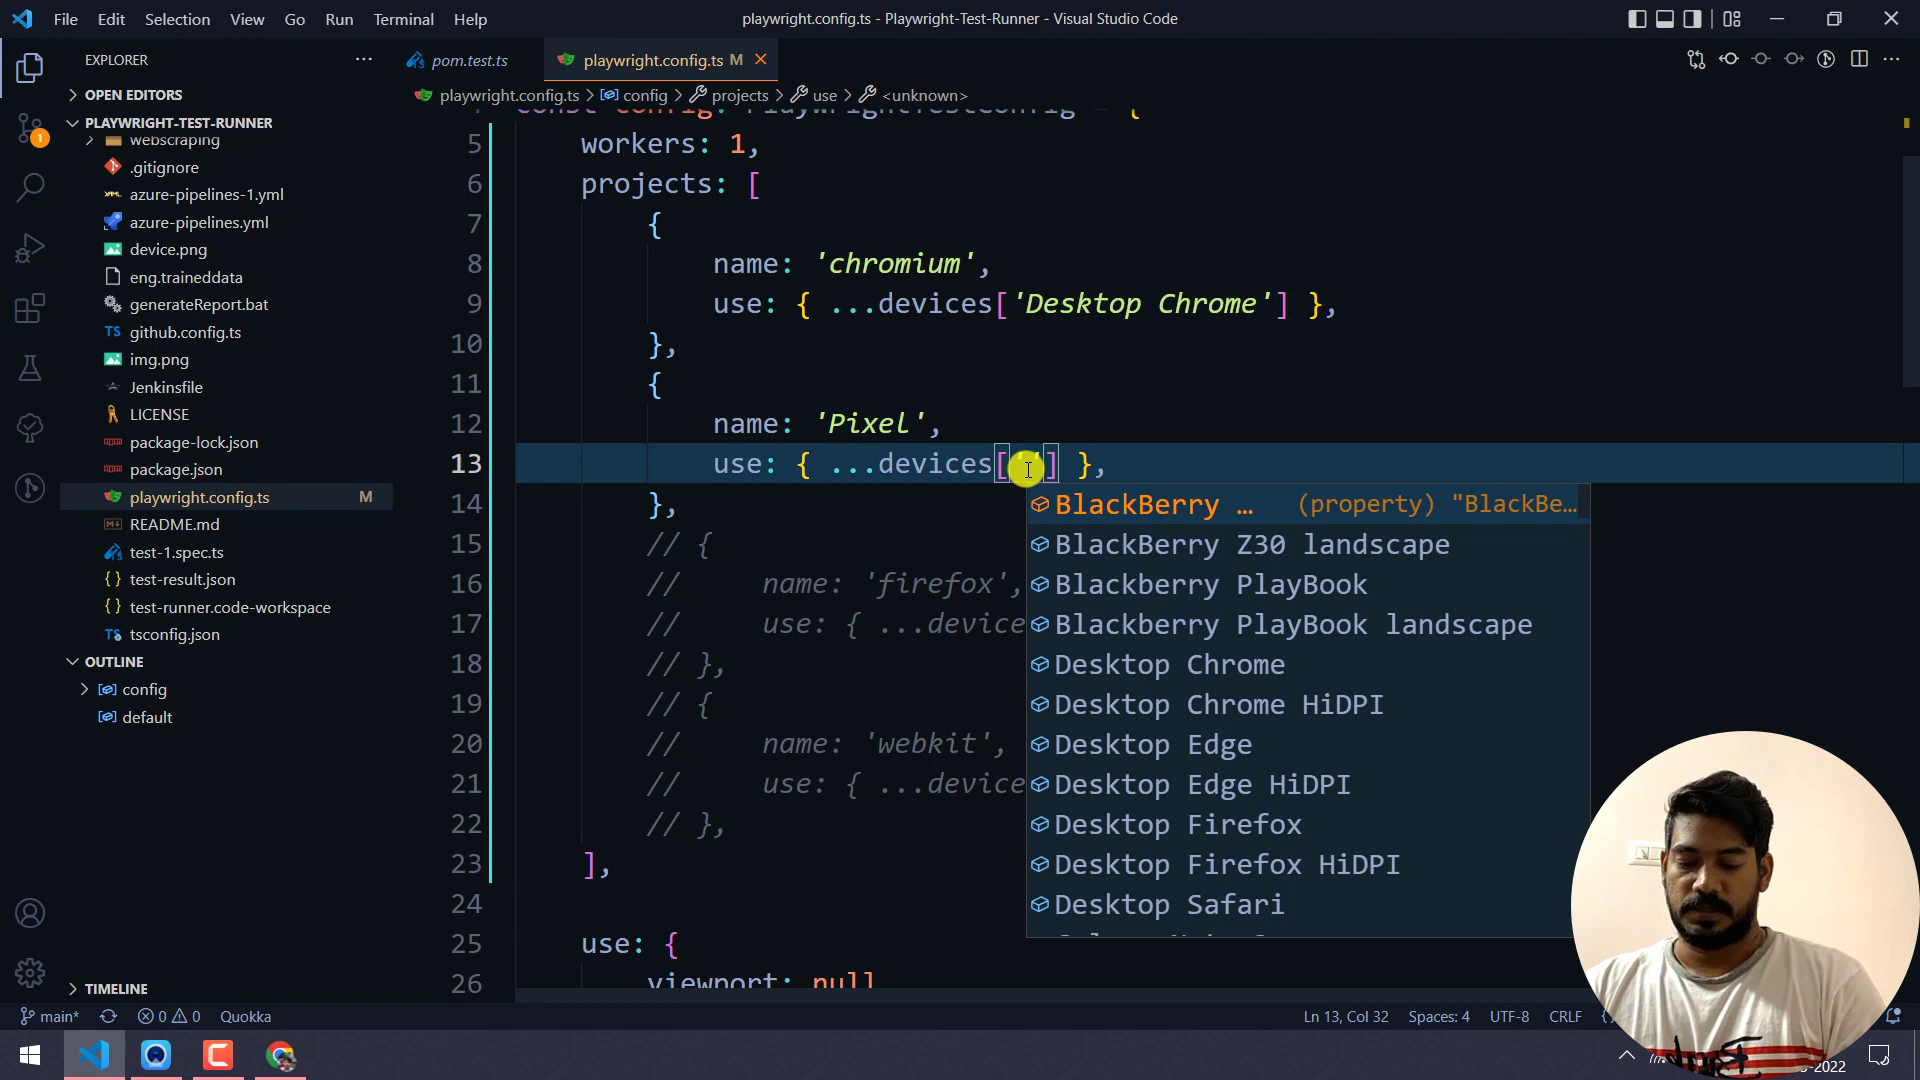 File Edit Selection View Go Run Terminal Help
playwright.config.ts - Playwright-Test-Runner - Visual Studio Code
EXPLORER
OPEN EDITORS
PLAYWRIGHT-TEST-RUNNER
webscraping
.gitignore
azure-pipelines-1.yml
azure-pipelines.yml
device.png
eng.traineddata
generateReport.bat
github.config.ts
img.png
Jenkinsfile
LICENSE
package-lock.json
package.json
playwright.config.ts M
README.md
test-1.spec.ts
test-result.json
test-runner.code-workspace
tsconfig.json
OUTLINE
config
default
TIMELINE
pom.test.ts
playwright.config.ts M
playwright.config.ts > config > projects > use > <unknown>
const config: PlaywrightTestConfig = {
5 workers: 1,
6 projects: [
7 {
8 name: 'chromium',
9 use: { ...devices['Desktop Chrome'] },
10 },
11 {
12 name: 'Pixel',
13 use: { ...devices[''] },
14 },
15 // {
16 // name: 'firefox',
17 // use: { ...device
18 // },
19 // {
20 // name: 'webkit',
21 // use: { ...device
22 // },
23 ],
24
25 use: {
26 viewport: null
BlackBerry … (property) "BlackBe…
BlackBerry Z30 landscape
Blackberry PlayBook
Blackberry PlayBook landscape
Desktop Chrome
Desktop Chrome HiDPI
Desktop Edge
Desktop Edge HiDPI
Desktop Firefox
Desktop Firefox HiDPI
Desktop Safari
main* 0 0 Quokka
Ln 13, Col 32 Spaces: 4 UTF-8 CRLF
1